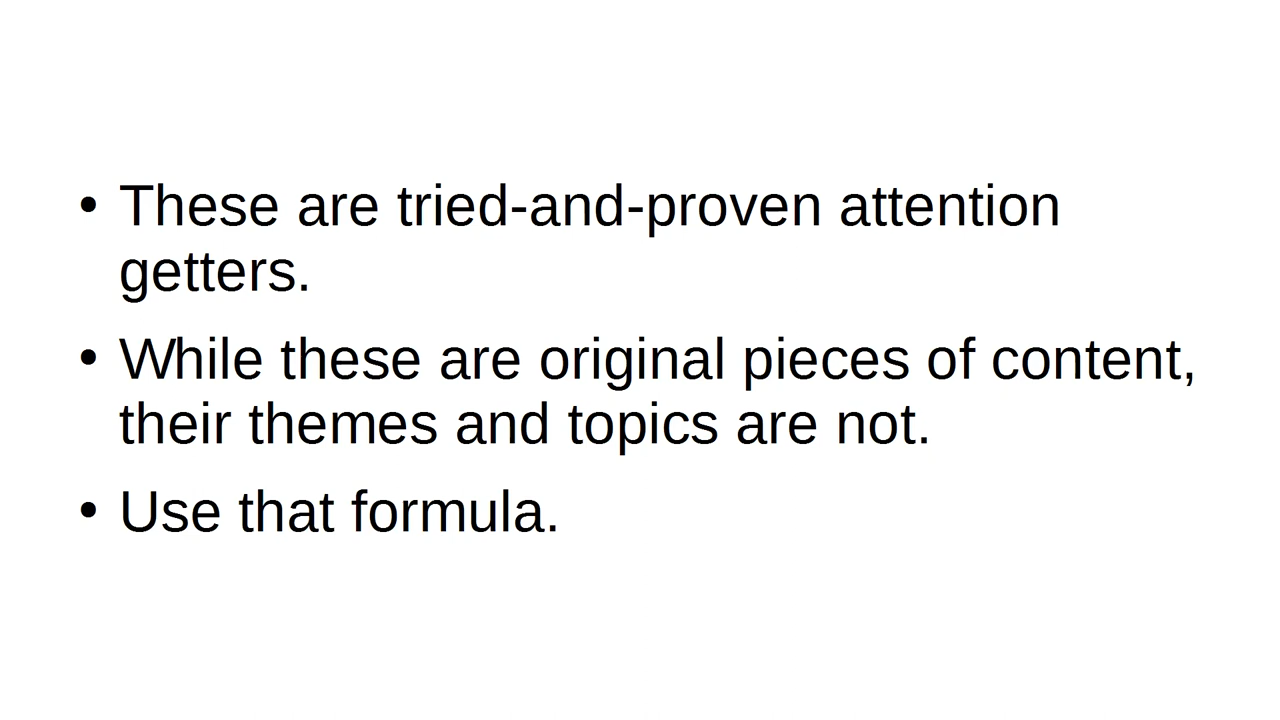 • These are tried-and-proven attention
getters.
• While these are original pieces of content,
their themes and topics are not.
• Use that formula.